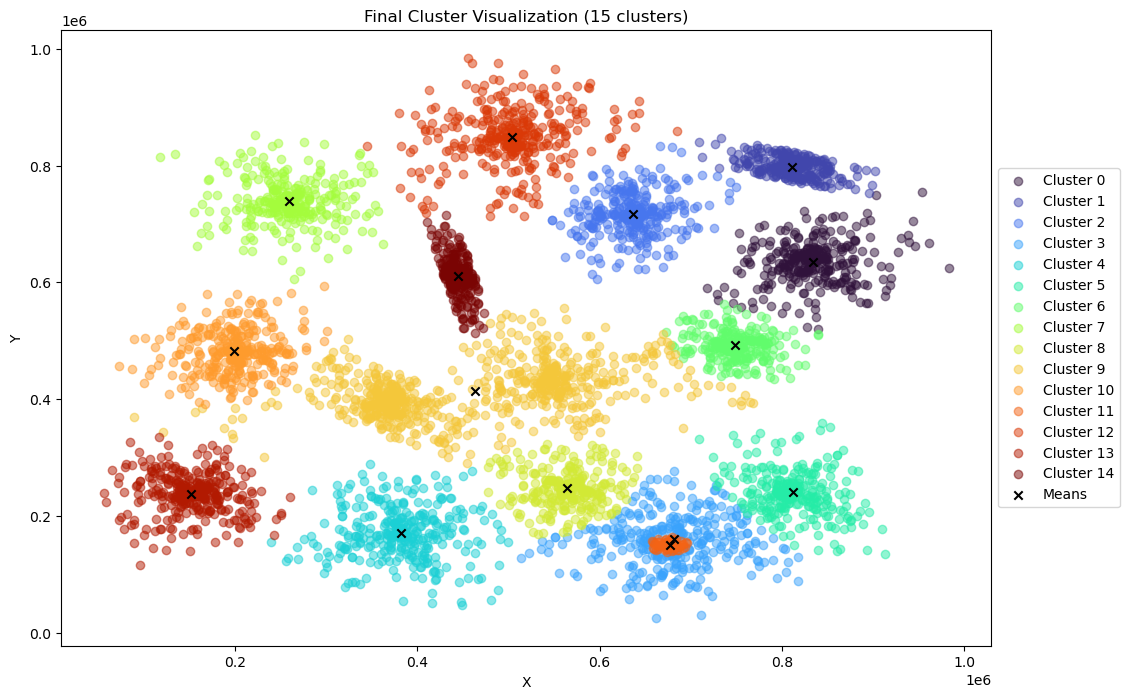 Final Cluster Visualization (15 clusters)
1e6
1.0
0.8
0.6
0.4
0.2
0.0
Y
0.2
0.4
0.6
0.8
1.0
1e6
X
Cluster 0
Cluster 1
Cluster 2
Cluster 3
Cluster 4
Cluster 5
Cluster 6
Cluster 7
Cluster 8
Cluster 9
Cluster 10
Cluster 11
Cluster 12
Cluster 13
Cluster 14
Means